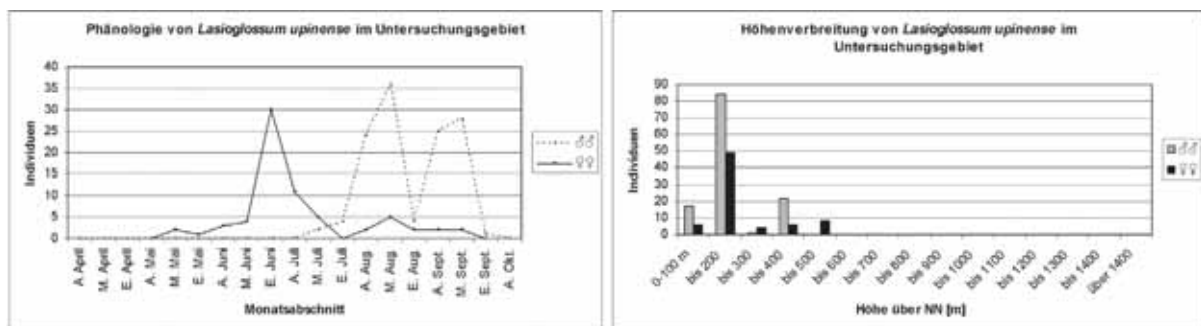 Phänologie von Lasioglossum upinense im Untersuchungsgebiet
Individuen
40
35
30
25
20
15
10
5
0
A. April
M. April
E. April
A. Mai
M. Mai
E. Mai
A. Juni
M. Juni
E. Juni
A. Juli
M. Juli
E. Juli
A. Aug.
M. Aug.
E. Aug.
A. Sept.
M. Sept.
E. Sept.
A. Okt.
Monatsabschnitt
♂♂
♀♀
Höhenverbreitung von Lasioglossum upinense im
Untersuchungsgebiet
Individuen
90
80
70
60
50
40
30
20
10
0
0-100 m
bis 200
bis 300
bis 400
bis 500
bis 600
bis 700
bis 800
bis 900
bis 1000
bis 1100
bis 1200
bis 1300
bis 1400
über 1400
Höhe über NN [m]
♂♂
♀♀